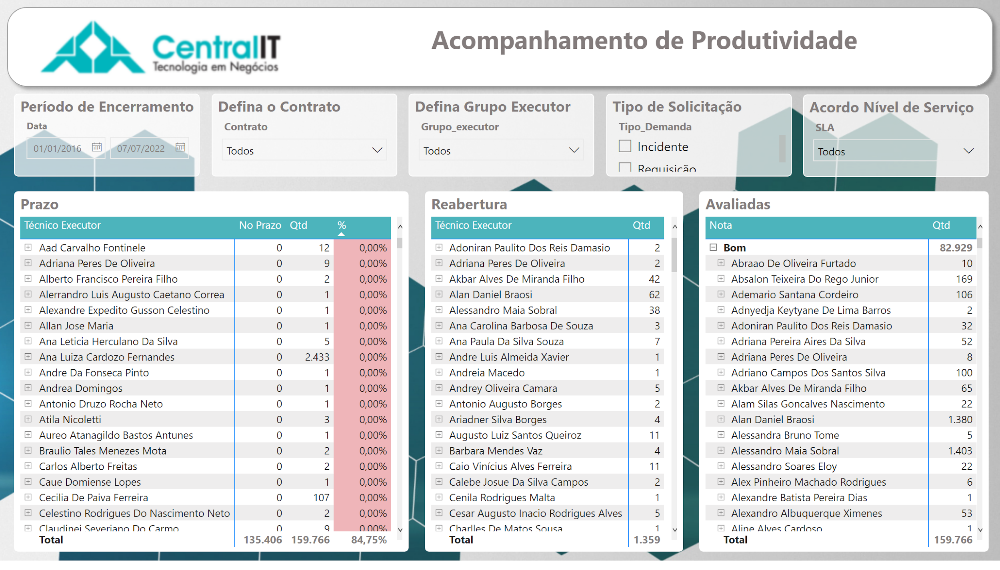 CentralIT
Tecnologia em Negócios
Acompanhamento de Produtividade
Período de Encerramento
Data
01/01/2016 07/07/2022
Defina o Contrato
Contrato
Todos
Defina Grupo Executor
Grupo_executor
Todos
Tipo de Solicitação
Tipo_Demanda
Incidente
Requisição
Acordo Nível de Serviço
SLA
Todos
Prazo
Técnico Executor No Prazo Qtd %
Aad Carvalho Fontinele 0 12 0,00%
Adriana Peres De Oliveira 0 9 0,00%
Alberto Francisco Pereira Filho 0 2 0,00%
Alerrandro Luis Augusto Caetano Correa 0 1 0,00%
Alexandre Expedito Gusson Celestino 0 1 0,00%
Allan Jose Maria 0 1 0,00%
Ana Leticia Herculano Da Silva 0 5 0,00%
Ana Luiza Cardozo Fernandes 0 2.433 0,00%
Andre Da Fonseca Pinto 0 1 0,00%
Andrea Domingos 0 1 0,00%
Antonio Druzo Rocha Neto 0 1 0,00%
Atila Nicoletti 0 3 0,00%
Aureo Atanagildo Bastos Antunes 0 1 0,00%
Braulio Tales Menezes Mota 0 2 0,00%
Carlos Alberto Freitas 0 2 0,00%
Caue Domiense Lopes 0 1 0,00%
Cecilia De Paiva Ferreira 0 107 0,00%
Celestino Rodrigues Do Nascimento Neto 0 2 0,00%
Claudinei Severiano Do Carmo 0 9 0,00%
Total 135.406 159.766 84,75%
Reabertura
Técnico Executor Qtd
Adoniran Paulito Dos Reis Damasio 2
Adriana Peres De Oliveira 2
Akbar Alves De Miranda Filho 42
Alan Daniel Braosi 62
Alessandro Maia Sobral 38
Ana Carolina Barbosa De Souza 3
Ana Paula Da Silva Souza 7
Andre Luis Almeida Xavier 1
Andreia Macedo 1
Andrey Oliveira Camara 5
Antonio Augusto Borges 2
Ariadner Silva Borges 4
Augusto Luiz Santos Queiroz 11
Barbara Mendes Vaz 4
Caio Vinícius Alves Ferreira 11
Calebe Josue Da Silva Campos 2
Cenila Rodrigues Malta 1
Cesar Augusto Inacio Rodrigues Alves 5
Charlles De Matos Sousa 1
Total 1.359
Avaliadas
Nota Qtd
Bom 82.929
Abraao De Oliveira Furtado 10
Absalon Teixeira Do Rego Junior 169
Ademario Santana Cordeiro 106
Adnyedja Keytyane De Lima Barros 2
Adoniran Paulito Dos Reis Damasio 32
Adriana Pereira Aires Da Silva 52
Adriana Peres De Oliveira 8
Adriano Campos Dos Santos Silva 100
Akbar Alves De Miranda Filho 65
Alam Silas Goncalves Nascimento 22
Alan Daniel Braosi 1.380
Alessandra Bruno Tome 5
Alessandro Maia Sobral 1.403
Alessandro Soares Eloy 22
Alex Pinheiro Machado Rodrigues 6
Alexandre Batista Pereira Dias 1
Alexandro Albuquerque Ximenes 53
Aline Alves Cardoso 1
Total 159.766